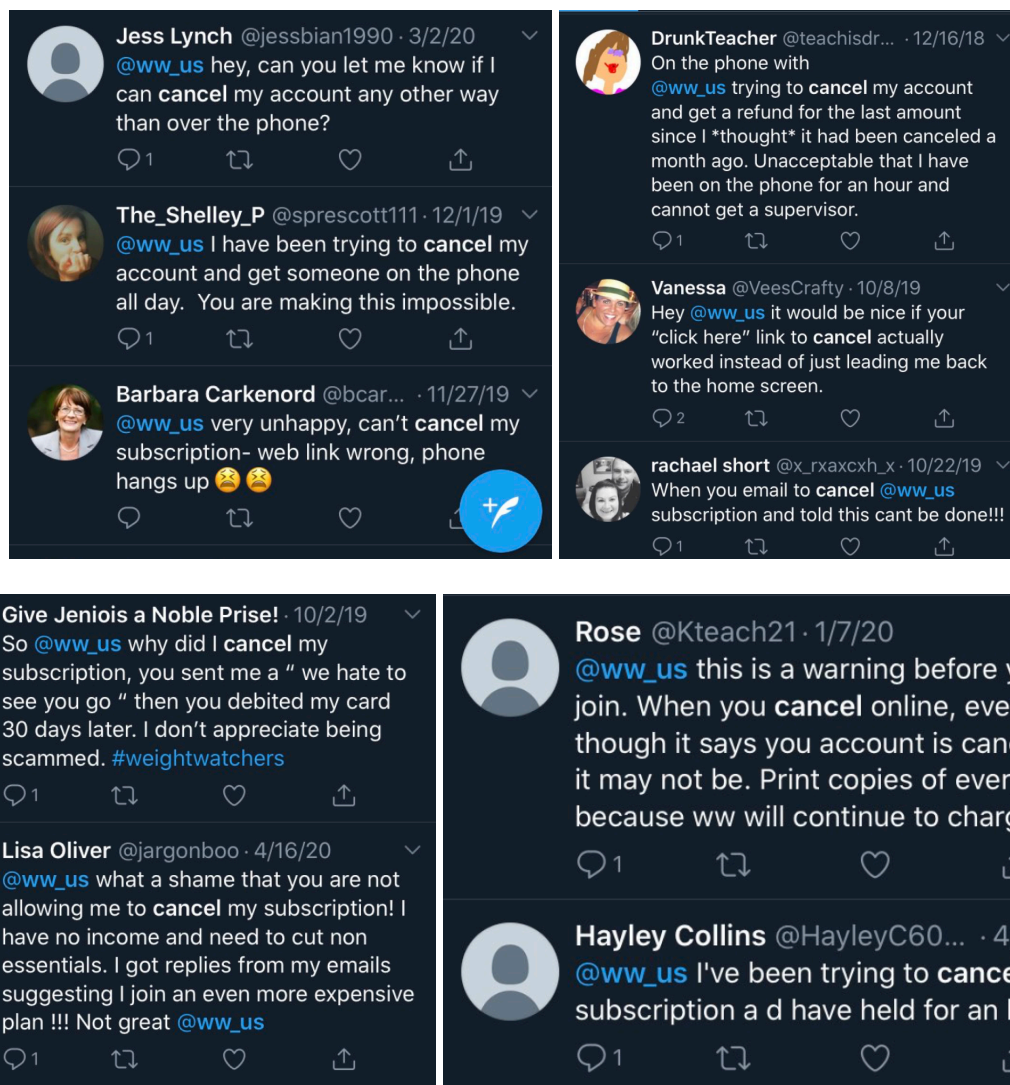 Jess Lynch @jessbian1990 · 3/2/20
@ww_us hey, can you let me know if I
can cancel my account any other way
than over the phone?
1
The_Shelley_P @sprescott111 · 12/1/19
@ww_us I have been trying to cancel my
account and get someone on the phone
all day. You are making this impossible.
1
Barbara Carkenord @bcar... · 11/27/19
@ww_us very unhappy, can’t cancel my
subscription- web link wrong, phone
hangs up 😫 😫
DrunkTeacher @teachisdr... · 12/16/18
On the phone with
@ww_us trying to cancel my account
and get a refund for the last amount
since I *thought* it had been canceled a
month ago. Unacceptable that I have
been on the phone for an hour and
cannot get a supervisor.
1
Vanessa @VeesCrafty · 10/8/19
Hey @ww_us it would be nice if your
“click here” link to cancel actually
worked instead of just leading me back
to the home screen.
2
rachael short @x_rxaxcxh_x · 10/22/19
When you email to cancel @ww_us
subscription and told this cant be done!!!
1
Give Jeniois a Noble Prise! · 10/2/19
So @ww_us why did I cancel my
subscription, you sent me a “ we hate to
see you go “ then you debited my card
30 days later. I don’t appreciate being
scammed. #weightwatchers
1
Lisa Oliver @jargonboo · 4/16/20
@ww_us what a shame that you are not
allowing me to cancel my subscription! I
have no income and need to cut non
essentials. I got replies from my emails
suggesting I join an even more expensive
plan !!! Not great @ww_us
1
Rose @Kteach21 · 1/7/20
@ww_us this is a warning before
join. When you cancel online,
though it says you account is
it may not be. Print copies of
because ww will continue to
1
Hayley Collins @HayleyC60... · 4
@ww_us I've been trying to
subscription a d have held for an
1